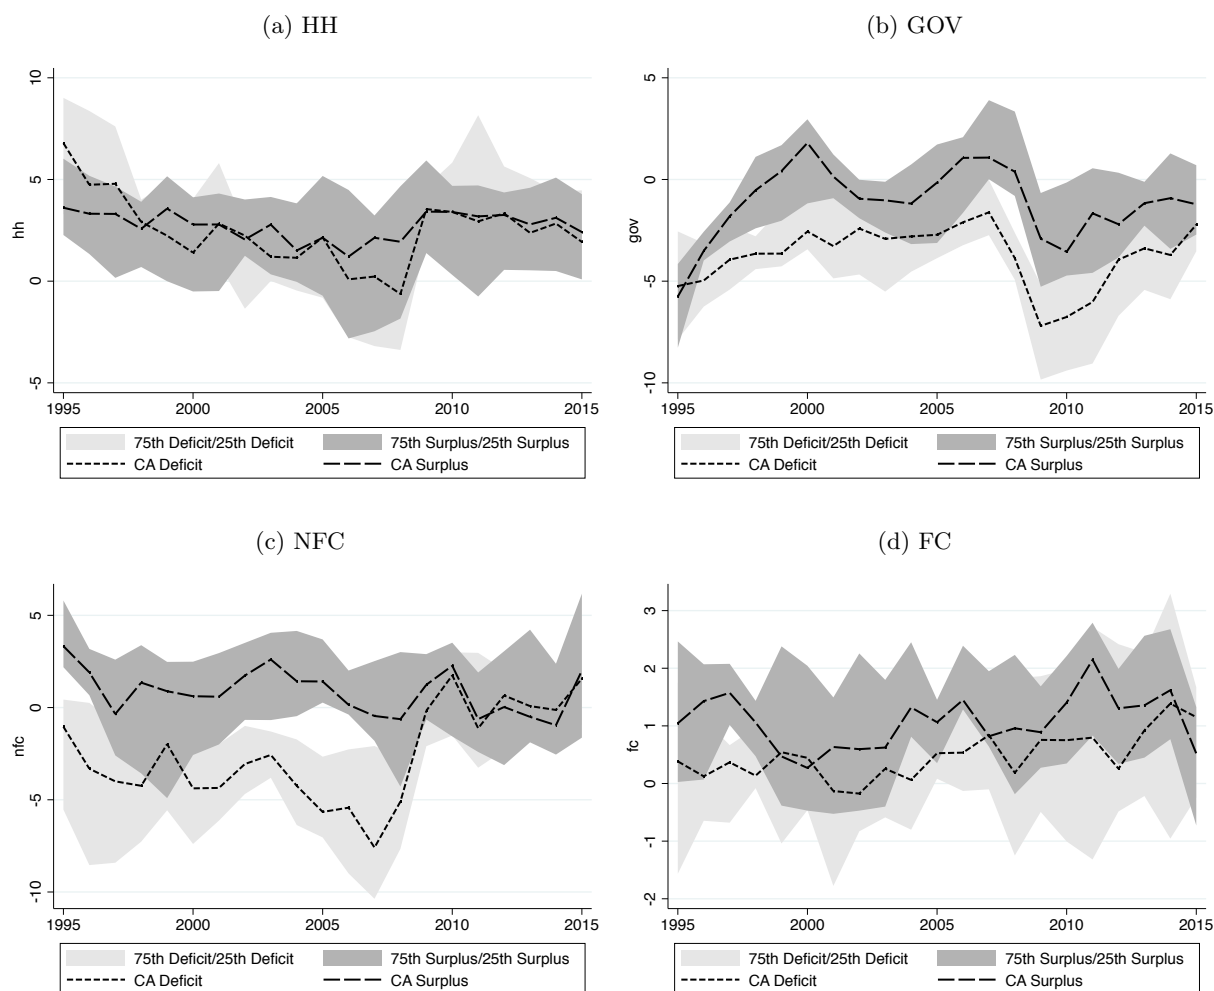 (a) HH
10
5
0
-5
hh
1995 2000 2005 2010 2015
75th Deficit/25th Deficit 75th Surplus/25th Surplus
CA Deficit CA Surplus
(b) GOV
5
0
-5
-10
gov
1995 2000 2005 2010 2015
75th Deficit/25th Deficit 75th Surplus/25th Surplus
CA Deficit CA Surplus
(c) NFC
5
0
-5
-10
nfc
1995 2000 2005 2010 2015
75th Deficit/25th Deficit 75th Surplus/25th Surplus
CA Deficit CA Surplus
(d) FC
3
2
1
0
-1
-2
fc
1995 2000 2005 2010 2015
75th Deficit/25th Deficit 75th Surplus/25th Surplus
CA Deficit CA Surplus